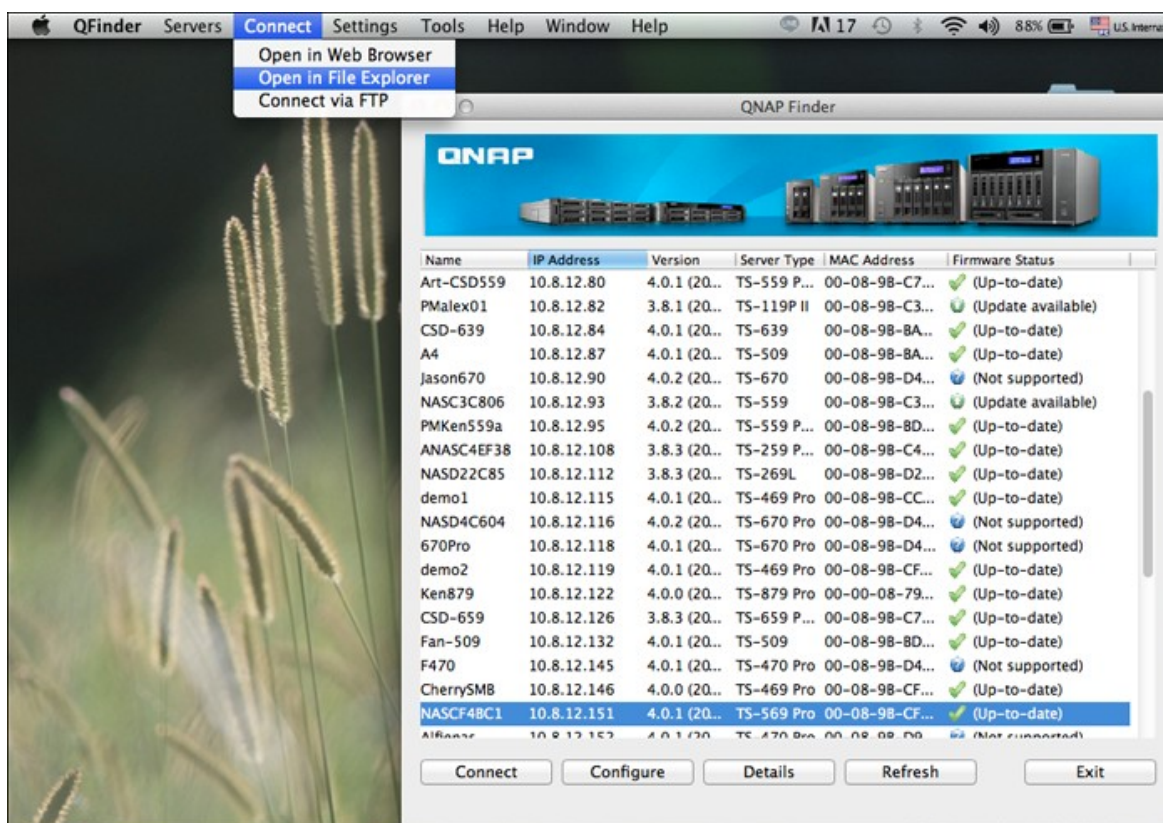 QFinder Servers Connect Settings Tools Help Window Help 17 88% U.S. Interna
Open in Web Browser
Open in File Explorer
Connect via FTP
QNAP Finder
QNAP
Name IP Address Version Server Type MAC Address Firmware Status
Art-CSD559 10.8.12.80 4.0.1 (20... TS-559 P... 00-08-9B-C7... (Up-to-date)
PMalex01 10.8.12.82 3.8.1 (20... TS-119P II 00-08-9B-C3... (Update available)
CSD-639 10.8.12.84 4.0.1 (20... TS-639 00-08-9B-BA... (Up-to-date)
A4 10.8.12.87 4.0.1 (20... TS-509 00-08-9B-BA... (Up-to-date)
Jason670 10.8.12.90 4.0.2 (20... TS-670 00-08-9B-D4... (Not supported)
NASC3C806 10.8.12.93 3.8.2 (20... TS-559 00-08-9B-C3... (Update available)
PMKen559a 10.8.12.95 4.0.2 (20... TS-559 P... 00-08-9B-BD... (Up-to-date)
ANASC4EF38 10.8.12.108 3.8.3 (20... TS-259 P... 00-08-9B-C4... (Up-to-date)
NASD22C85 10.8.12.112 3.8.3 (20... TS-269L 00-08-9B-D2... (Up-to-date)
demo1 10.8.12.115 4.0.1 (20... TS-469 Pro 00-08-9B-CC... (Up-to-date)
NASD4C604 10.8.12.116 4.0.2 (20... TS-670 Pro 00-08-9B-D4... (Not supported)
670Pro 10.8.12.118 4.0.1 (20... TS-670 Pro 00-08-9B-D4... (Not supported)
demo2 10.8.12.119 4.0.1 (20... TS-469 Pro 00-08-9B-CF... (Up-to-date)
Ken879 10.8.12.122 4.0.0 (20... TS-879 Pro 00-00-08-79... (Up-to-date)
CSD-659 10.8.12.126 3.8.3 (20... TS-659 P... 00-08-9B-C7... (Up-to-date)
Fan-509 10.8.12.132 4.0.1 (20... TS-509 00-08-9B-BD... (Up-to-date)
F470 10.8.12.145 4.0.1 (20... TS-470 Pro 00-08-9B-D4... (Not supported)
CherrySMB 10.8.12.146 4.0.0 (20... TS-469 Pro 00-08-9B-CF... (Up-to-date)
NASCF4BC1 10.8.12.151 4.0.1 (20... TS-569 Pro 00-08-9B-CF... (Up-to-date)
10.8.12.152 4.0.1 (20... TS-470 Pro 00-08-9B-D9... (Not supported)
Connect Configure Details Refresh Exit